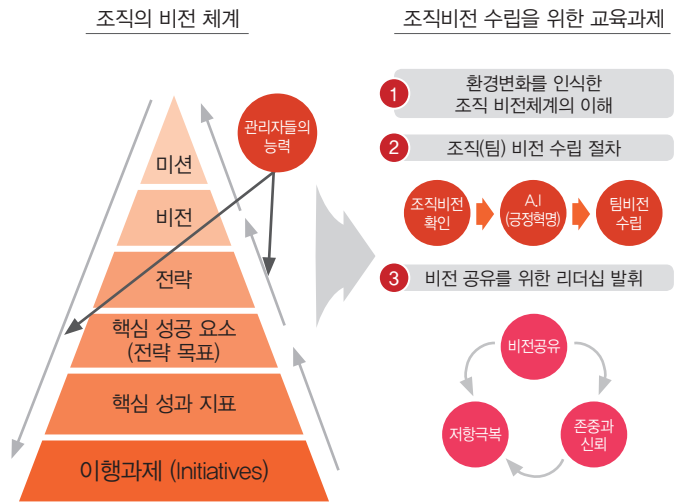 조직의 비전 체계
관리자들의
능력
미션
비전
전략
핵심 성공 요소
(전략 목표)
핵심 성과 지표
이행과제 (Initiatives)
조직비전 수립을 위한 교육과제
1
환경변화를 인식한
조직 비전체계의 이해
2
조직(팀) 비전 수립 절차
조직비전
확인
A.I
(긍정혁명)
팀비전
수립
3
비전 공유를 위한 리더십 발휘
비전공유
저항극복
존중과
신뢰